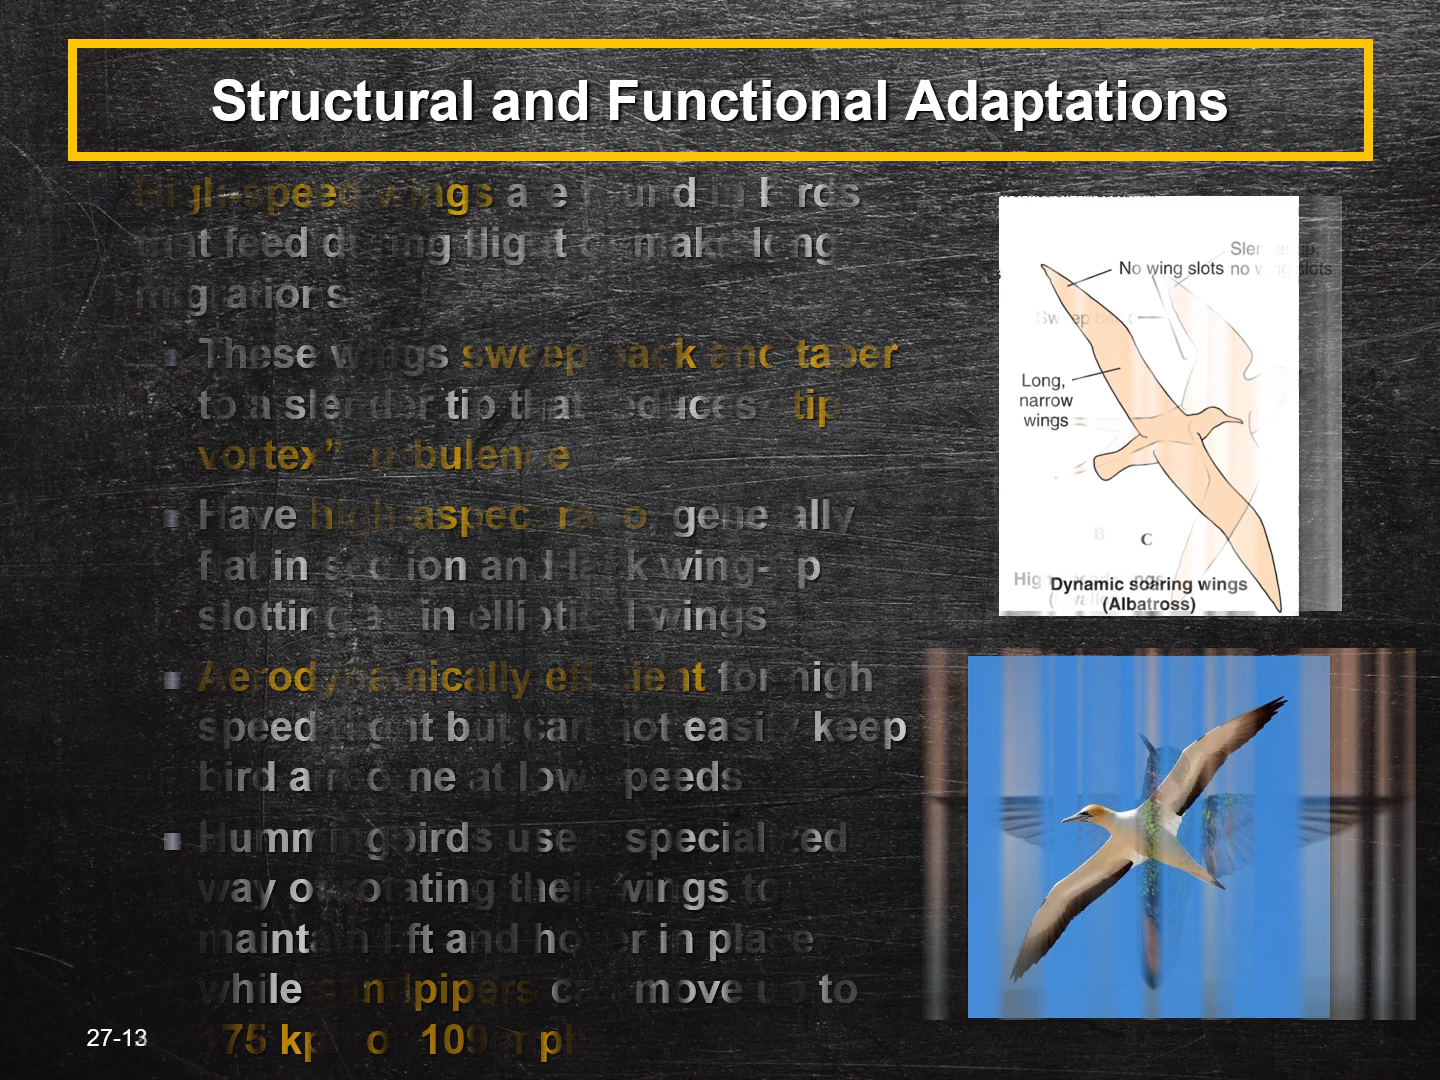 Structural and Functional Adaptations
High-speed wings are found in birds
that feed during flight or make long
migrations
These wings sweep back and taper
to a slender tip that reduces tip
vortex” turbulence
Have high-aspect ratio, generally
flat in section and lack wing-tip
slotting as in elliptical wings
Aerodynamically efficient for high
speed flight but cannot easily keep
bird airborne at low speeds
Hummingbirds use specialized
way of rotating their wings to
maintain lift and hover in place
while sandpipers can move up to
175 kph or 109 mph
27-13
Slender tip,
No wing slots no wing slots
Sweep back
Long,
narrow
wings
B C
Dynamic soaring wings
(Albatross)